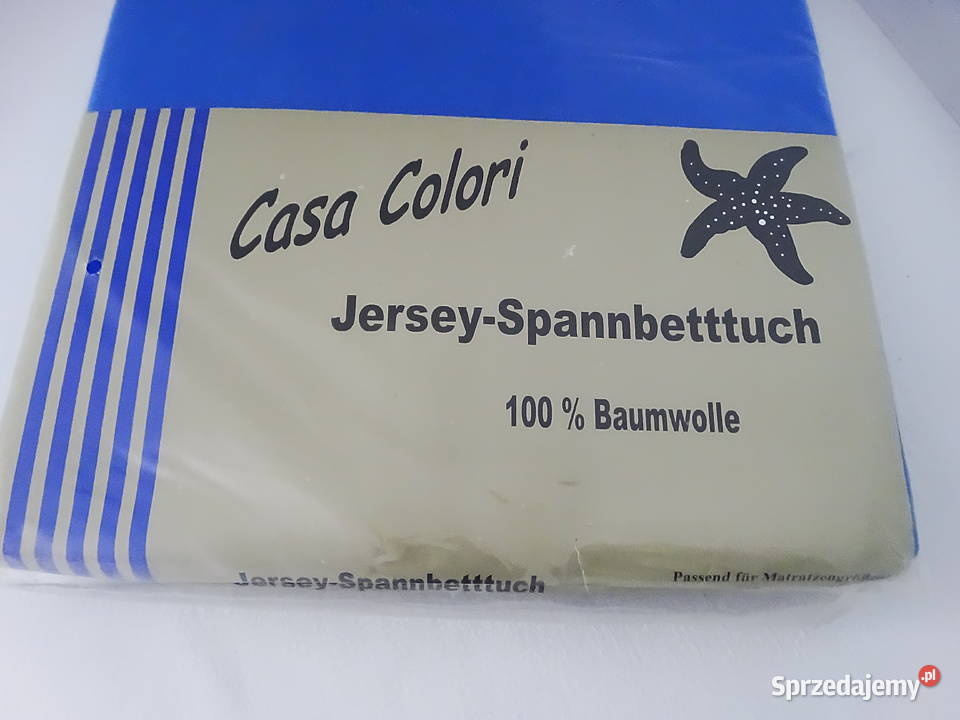 Casa Colori
Jersey-Spannbetttuch
100 % Baumwolle
Jersey-Spannbetttuch
Passend für
Sprzedajemy.pl